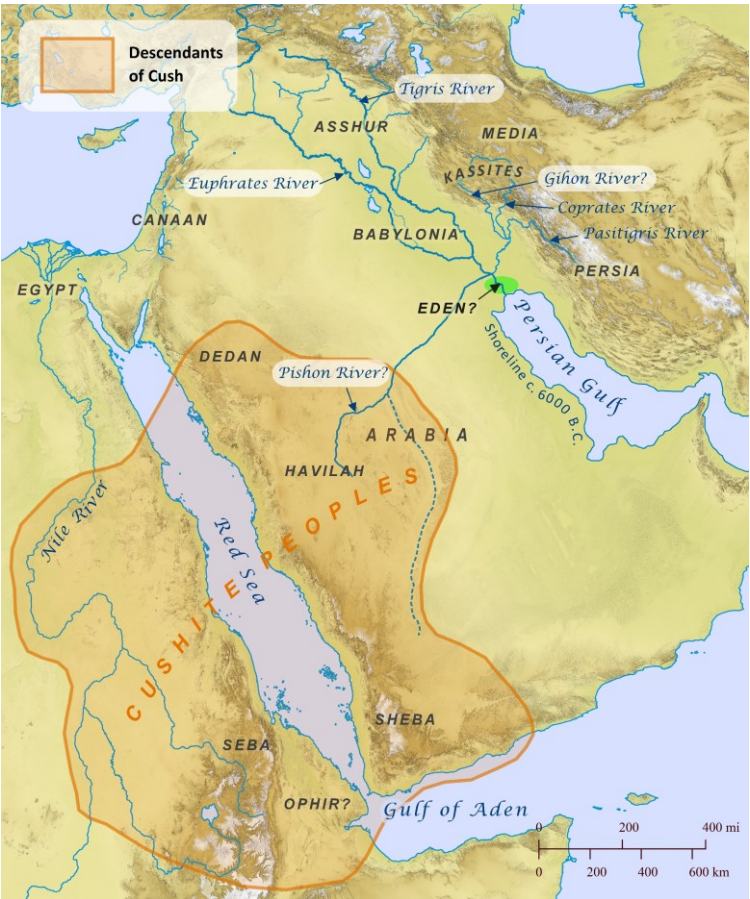 Descendants
of Cush
Tigris River
ASSHUR
MEDIA
KASSITES
Gihon River?
Euphrates River
Coprates River
CANAAN
BABYLONIA
Pasitigris River
PERSIA
EGYPT
EDEN?
Persian Gulf
Shoreline c. 6000 B.C.
DEDAN
Pishon River?
ARABIA
HAVILAH
Nile River
Red Sea
CUSHITE PEOPLES
SHEBA
SEBA
OPHIR?
Gulf of Aden
0 200 400 mi
0 200 400 600 km